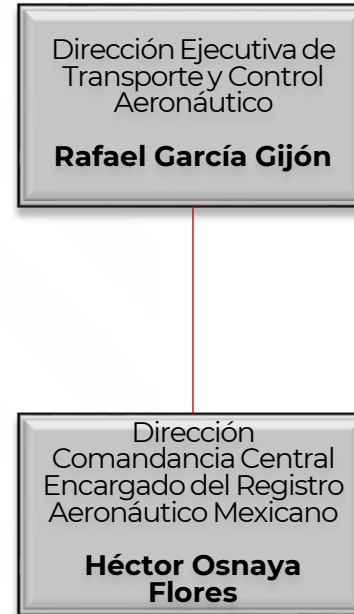 Dirección Ejecutiva de
Transporte y Control
Aeronáutico
Rafael García Gijón
Dirección
Comandancia Central
Encargado del Registro
Aeronáutico Mexicano
Héctor Osnaya
Flores